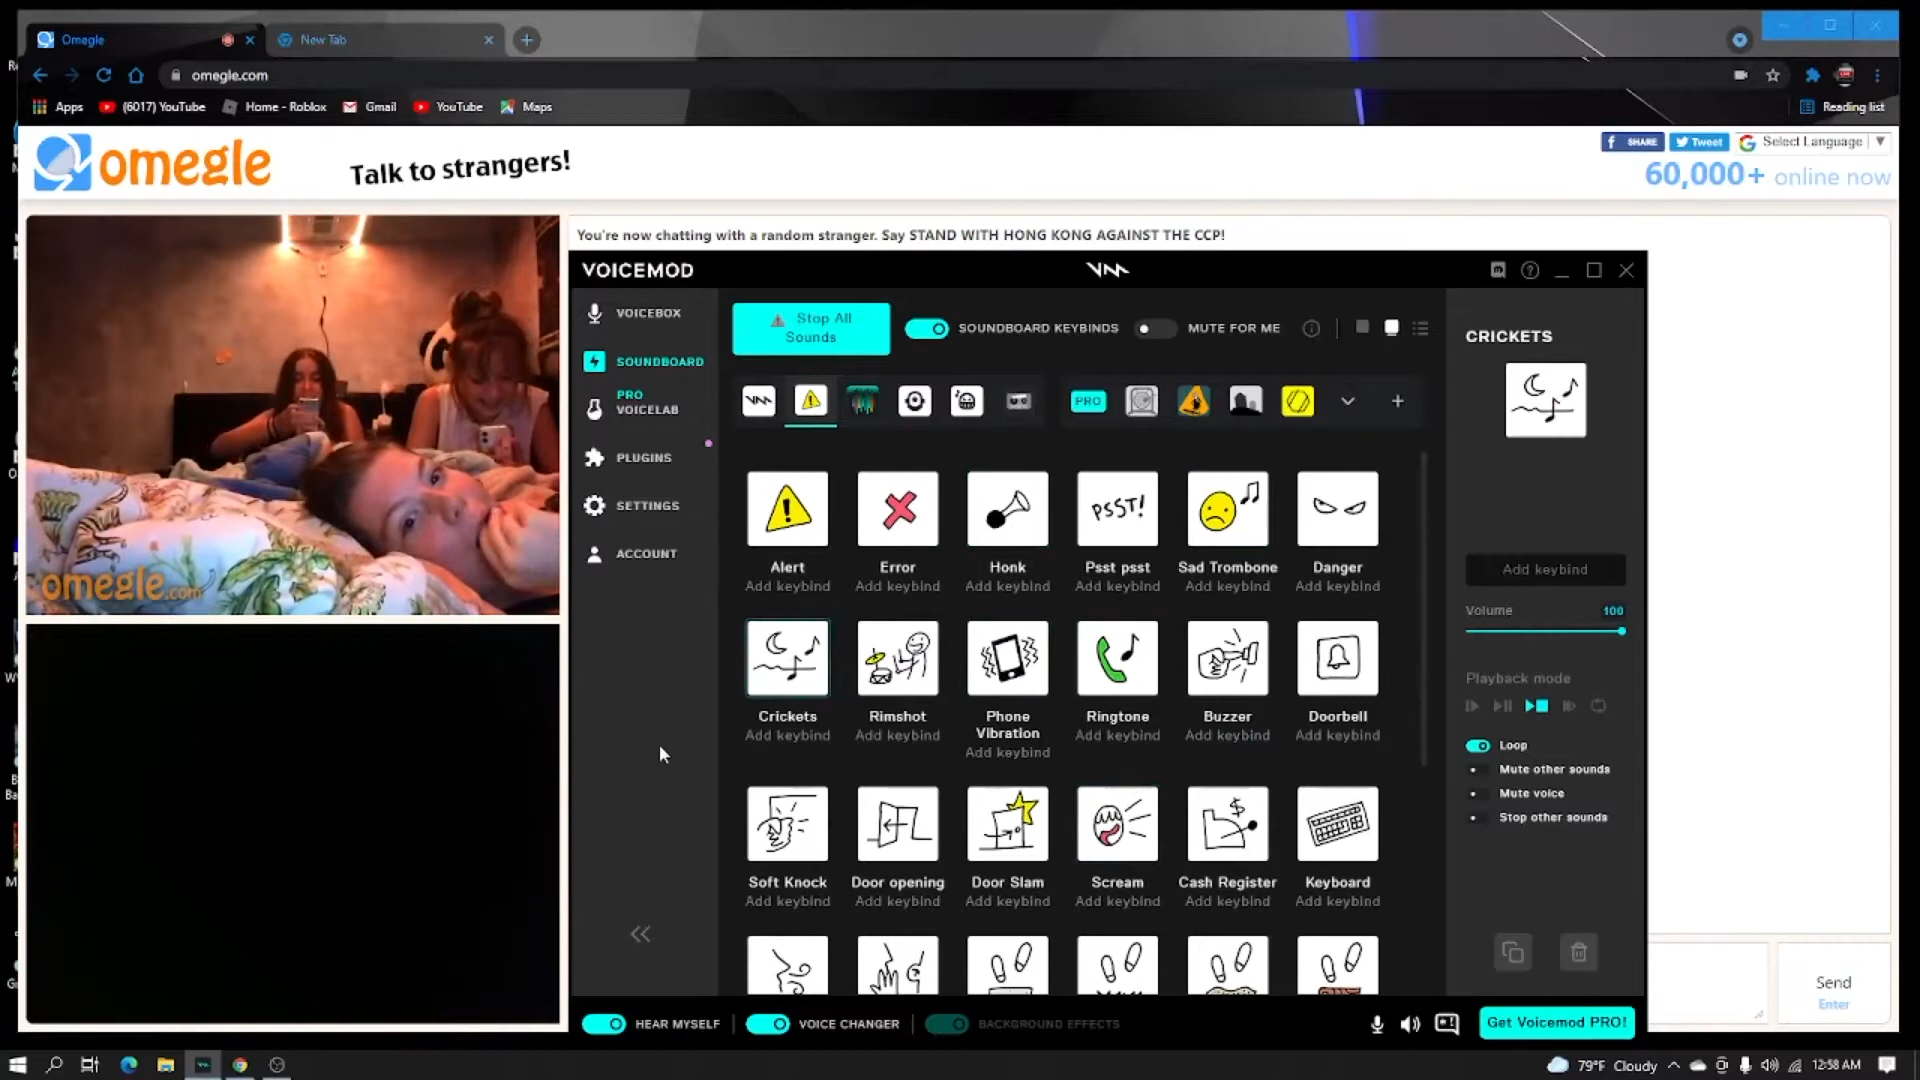 Omegle
New Tab
omegle.com
Apps
(6017) YouTube
Home - Roblox
Gmail
YouTube
Maps
Reading list
omegle
Talk to strangers!
SHARE
Tweet
Select Language
60,000+ online now
You're now chatting with a random stranger. Say STAND WITH HONG KONG AGAINST THE CCP!
omegle.com
VOICEMOD
VOICEBOX
SOUNDBOARD
PRO
VOICELAB
PLUGINS
SETTINGS
ACCOUNT
Stop All
Sounds
SOUNDBOARD KEYBINDS
MUTE FOR ME
PRO
PSST!
Alert
Error
Honk
Psst psst
Sad Trombone
Danger
Add keybind
Add keybind
Add keybind
Add keybind
Add keybind
Add keybind
Crickets
Rimshot
Phone
Vibration
Ringtone
Buzzer
Doorbell
Add keybind
Add keybind
Add keybind
Add keybind
Add keybind
Add keybind
Soft Knock
Door opening
Door Slam
Scream
Cash Register
Keyboard
Add keybind
Add keybind
Add keybind
Add keybind
Add keybind
Add keybind
CRICKETS
Add keybind
Volume 100
Playback mode
Loop
Mute other sounds
Mute voice
Stop other sounds
HEAR MYSELF
VOICE CHANGER
BACKGROUND EFFECTS
Get Voicemod PRO!
Send
Enter
79°F Cloudy
12:58 AM